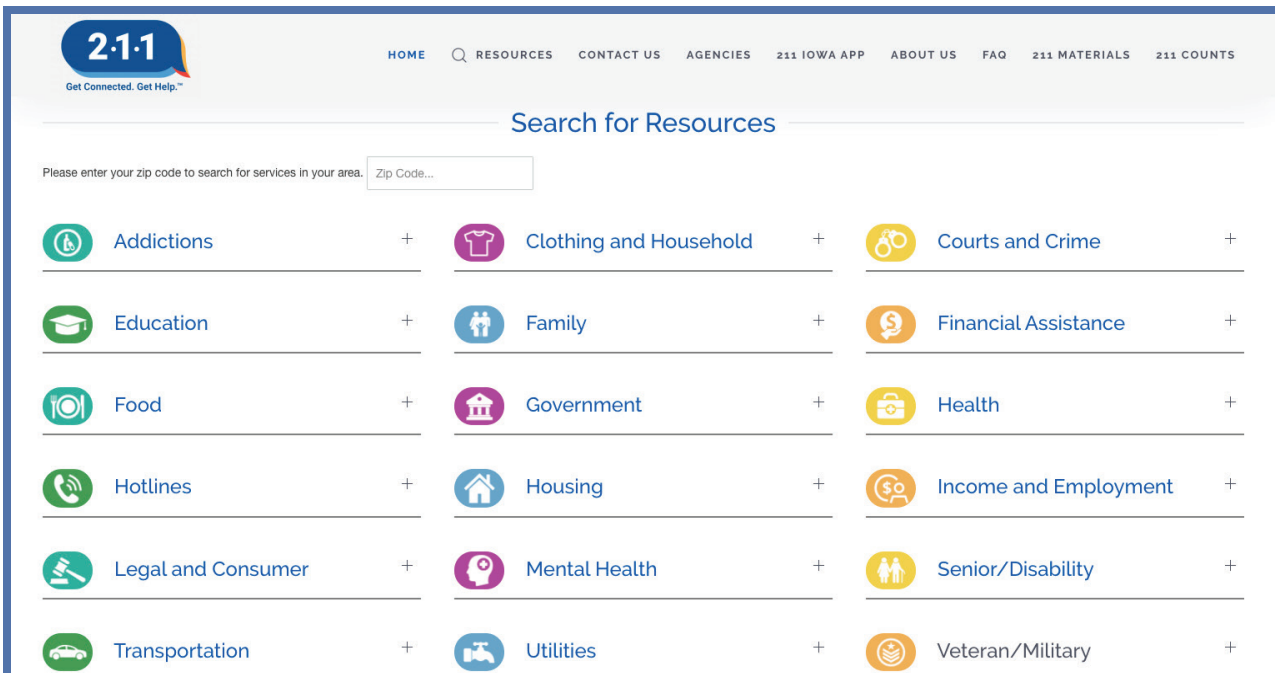 2·1·1
Get Connected. Get Help.™
HOME RESOURCES CONTACT US AGENCIES 211 IOWA APP ABOUT US FAQ 211 MATERIALS 211 COUNTS
Search for Resources
Please enter your zip code to search for services in your area. Zip Code...
Addictions + Clothing and Household + Courts and Crime +
Education + Family + Financial Assistance +
Food + Government + Health +
Hotlines + Housing + Income and Employment +
Legal and Consumer + Mental Health + Senior/Disability +
Transportation + Utilities + Veteran/Military +